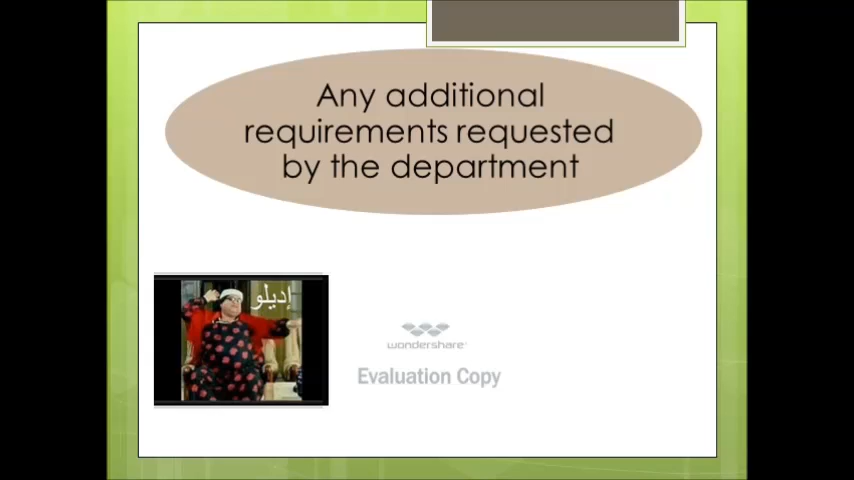 Any additional
requirements requested
by the department
إديلو
wondershare
Evaluation Copy